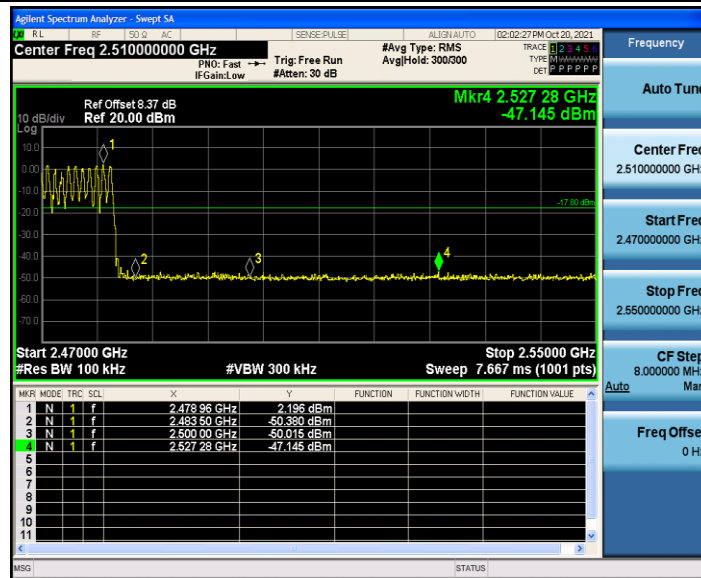 Agilent Spectrum Analyzer - Swept SA
RL RF 50 Ω AC SENSE:PULSE ALIGN AUTO 02:02:27 PM Oct 20, 2021
Center Freq 2.510000000 GHz
PNO: Fast
IFGain:Low
Trig: Free Run
#Atten: 30 dB
#Avg Type: RMS
Avg|Hold: 300/300
TRACE 1 2 3 4 5 6
TYPE M
DET P P P P P P
Mkr4 2.527 28 GHz
-47.145 dBm
Ref Offset 8.37 dB
10 dB/div Ref 20.00 dBm
Log
10.0
0.00
-10.0
-20.0
-30.0
-40.0
-50.0
-60.0
-70.0
1
2
3
4
-17.80 dBm
Start 2.47000 GHz Stop 2.55000 GHz
#Res BW 100 kHz #VBW 300 kHz Sweep 7.667 ms (1001 pts)
MKR MODE TRC SCL X Y FUNCTION FUNCTION WIDTH FUNCTION VALUE
1 N 1 f 2.478 96 GHz 2.196 dBm
2 N 1 f 2.483 50 GHz -50.380 dBm
3 N 1 f 2.500 00 GHz -50.015 dBm
4 N 1 f 2.527 28 GHz -47.145 dBm
5
6
7
8
9
10
11
MSG STATUS
Frequency
Auto Tune
Center Freq
2.510000000 GHz
Start Freq
2.470000000 GHz
Stop Freq
2.550000000 GHz
CF Step
8.000000 MHz
Auto Man
Freq Offset
0 Hz